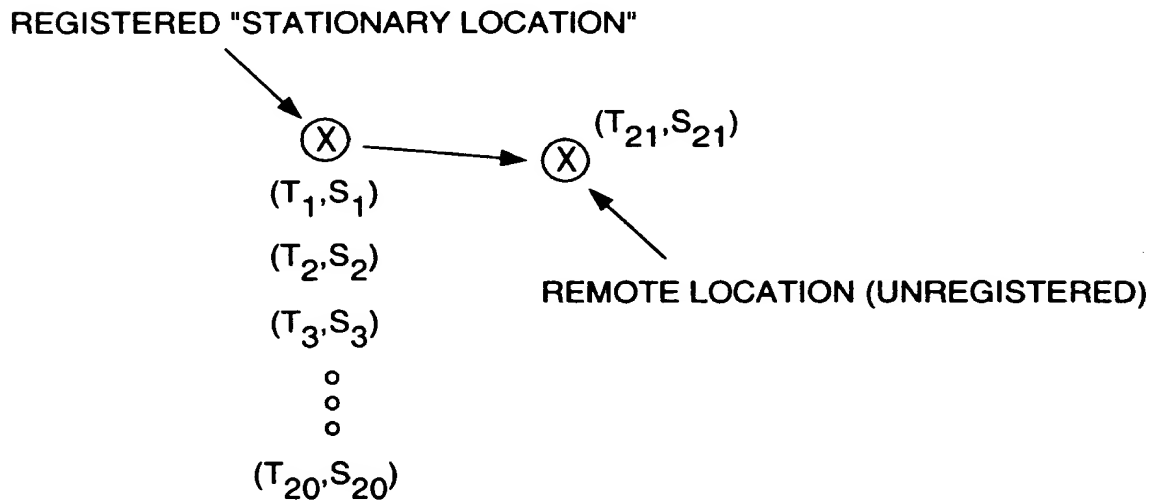 REGISTERED "STATIONARY LOCATION"
X
(T21,S21)
X
(T1,S1)
(T2,S2)
REMOTE LOCATION (UNREGISTERED)
(T3,S3)
(T20,S20)